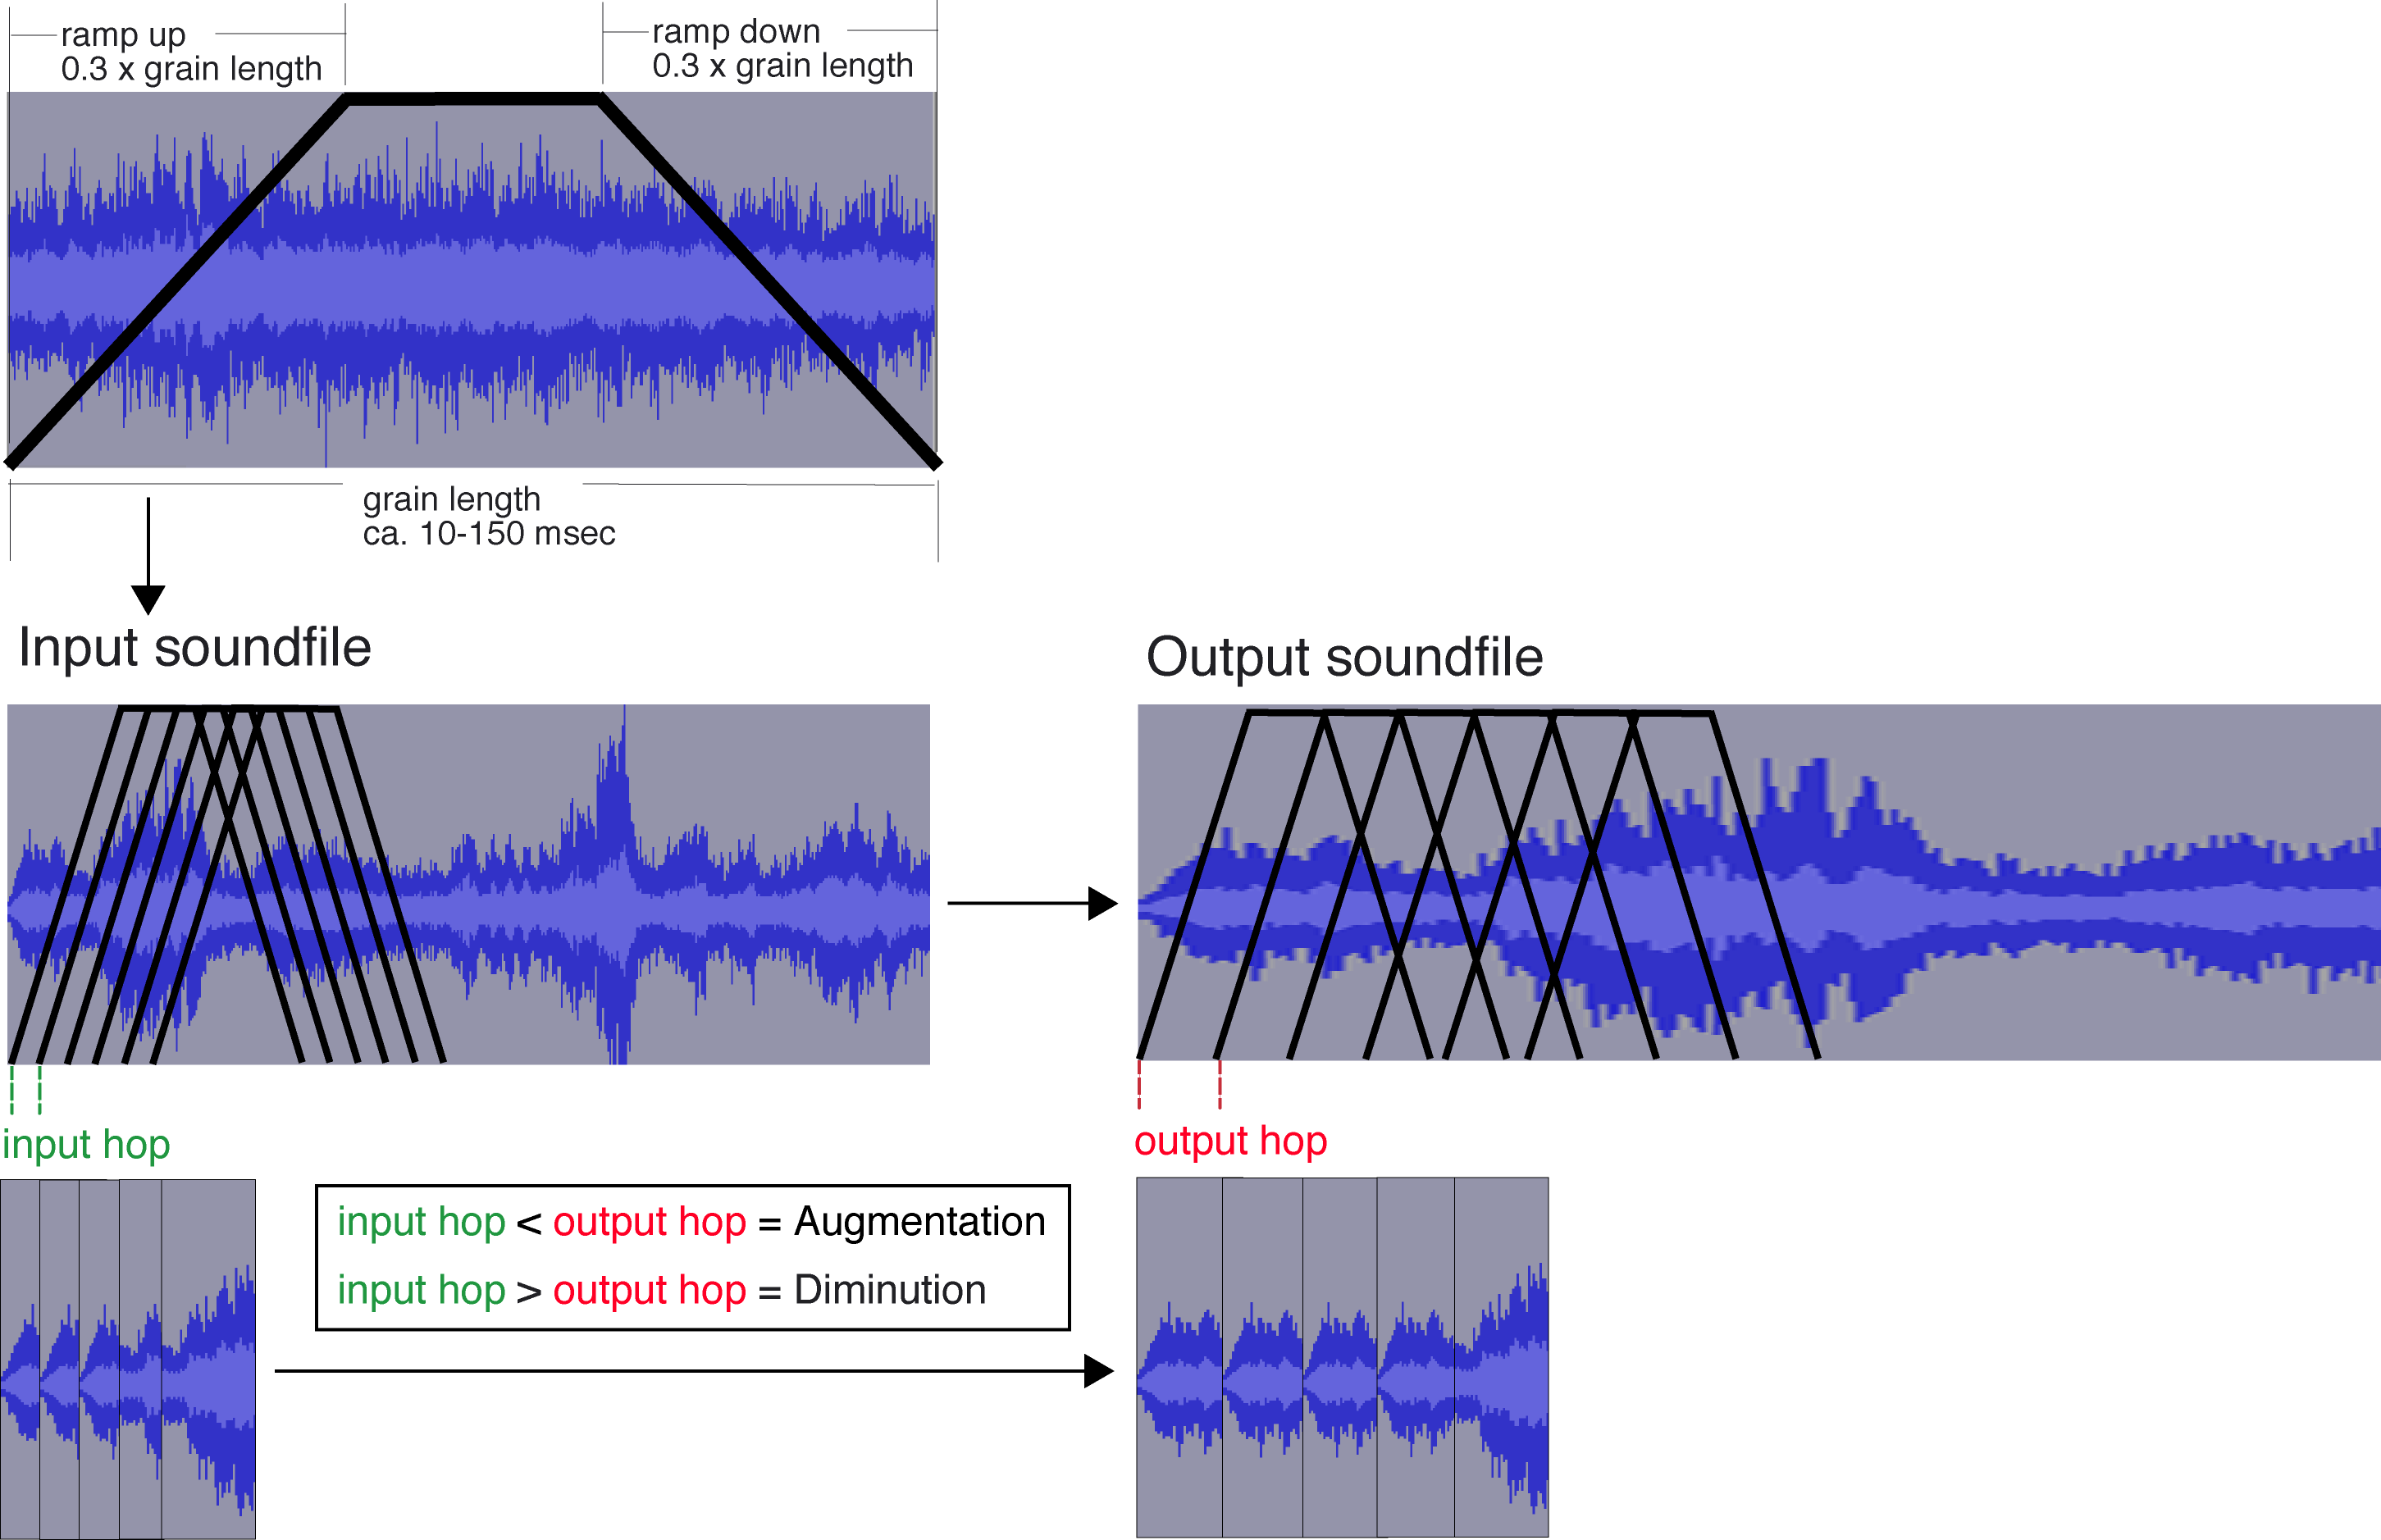 ramp up
0.3 x grain length
ramp down
0.3 x grain length
grain length
ca. 10-150 msec
Input soundfile
Output soundfile
input hop
output hop
input hop < output hop = Augmentation
input hop > output hop = Diminution